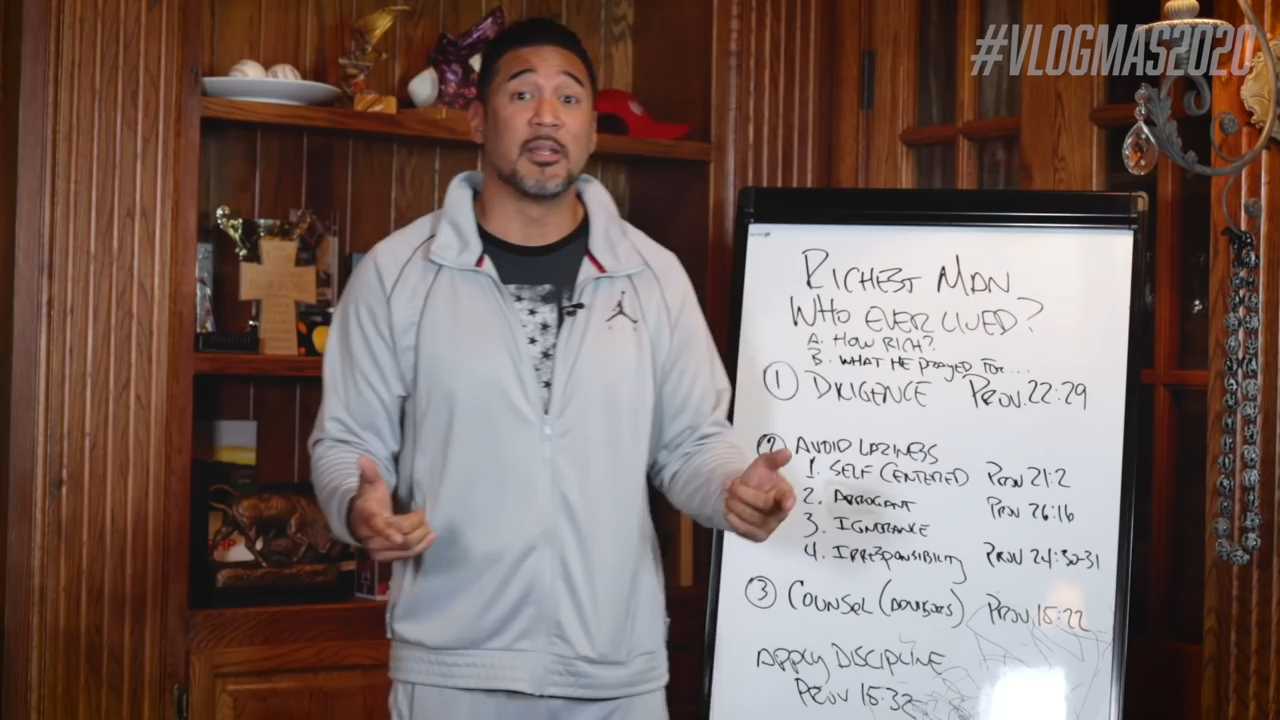 #VLOGMAS2020
RICHEST MAN
WHO EVER LIVED?
A. HOW RICH?
B. WHAT HE PRAYED FOR...
① DILIGENCE PROV. 22:29
② AVOID LAZINESS
1. SELF CENTERED PROV 21:2
2. ARROGANT PROV 26:16
3. IGNORANCE
4. IRRESPONSIBILITY PROV 24:30-31
③ COUNSEL (ADVISORS) PROV 15:22
APPLY DISCIPLINE
PROV 15:32